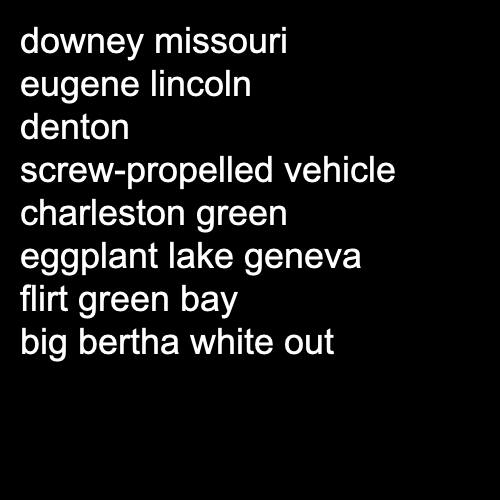 downey missouri
eugene lincoln
denton
screw-propelled vehicle
charleston green
eggplant lake geneva
flirt green bay
big bertha white out